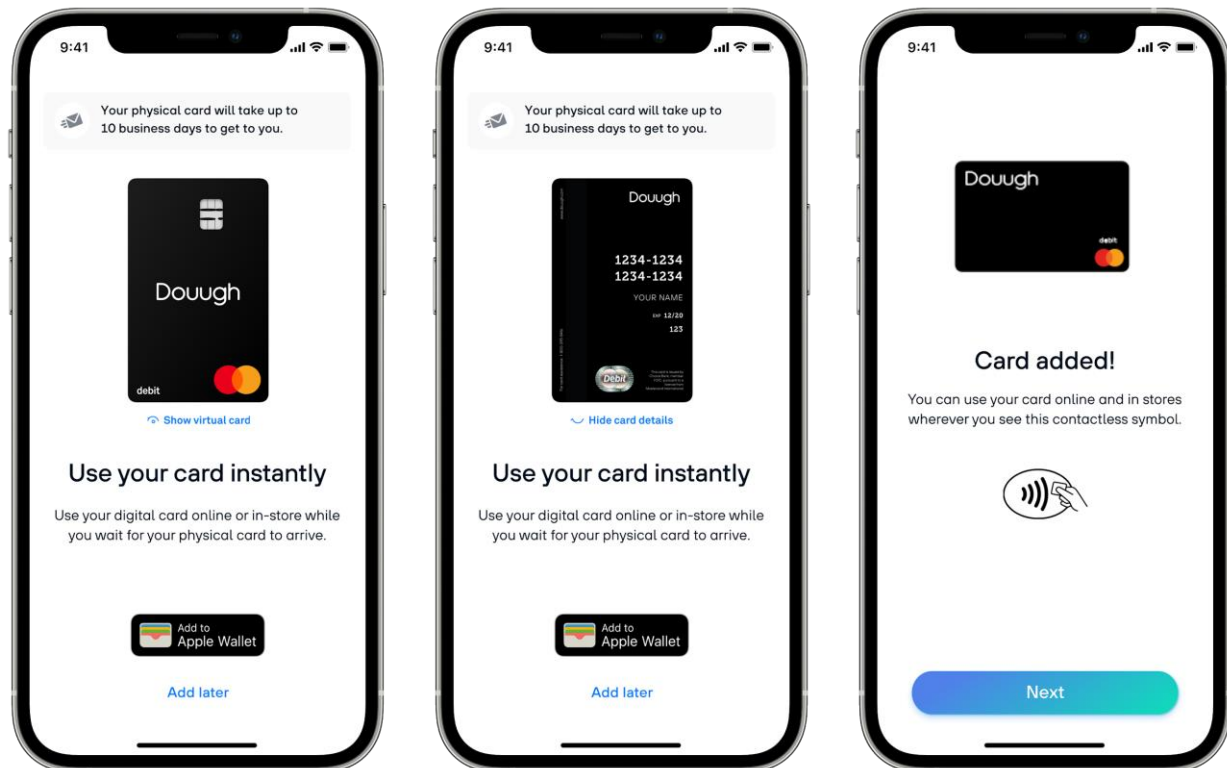 9:41
Your physical card will take up to
10 business days to get to you.
Douugh
debit
Show virtual card
Use your card instantly
Use your digital card online or in-store while
you wait for your physical card to arrive.
Add to
Apple Wallet
Add later
9:41
Your physical card will take up to
10 business days to get to you.
Douugh
1234-1234
1234-1234
YOUR NAME
EXP 12/20
123
Debit
Hide card details
Use your card instantly
Use your digital card online or in-store while
you wait for your physical card to arrive.
Add to
Apple Wallet
Add later
9:41
Douugh
debit
Card added!
You can use your card online and in stores
wherever you see this contactless symbol.
Next